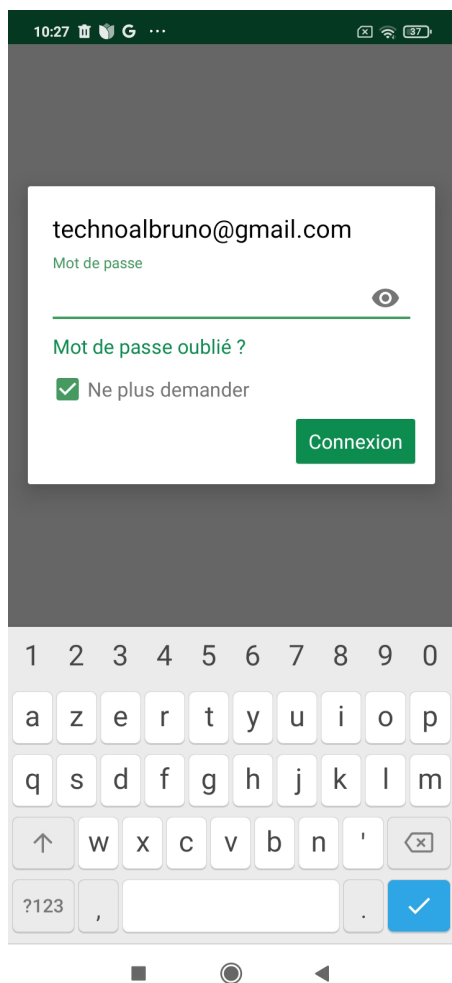 10:27 G ... 37
technoalbruno@gmail.com
Mot de passe
Mot de passe oublié ?
Ne plus demander
Connexion
1 2 3 4 5 6 7 8 9 0
a z e r t y u i o p
q s d f g h j k l m
w x c v b n '
?123 , .